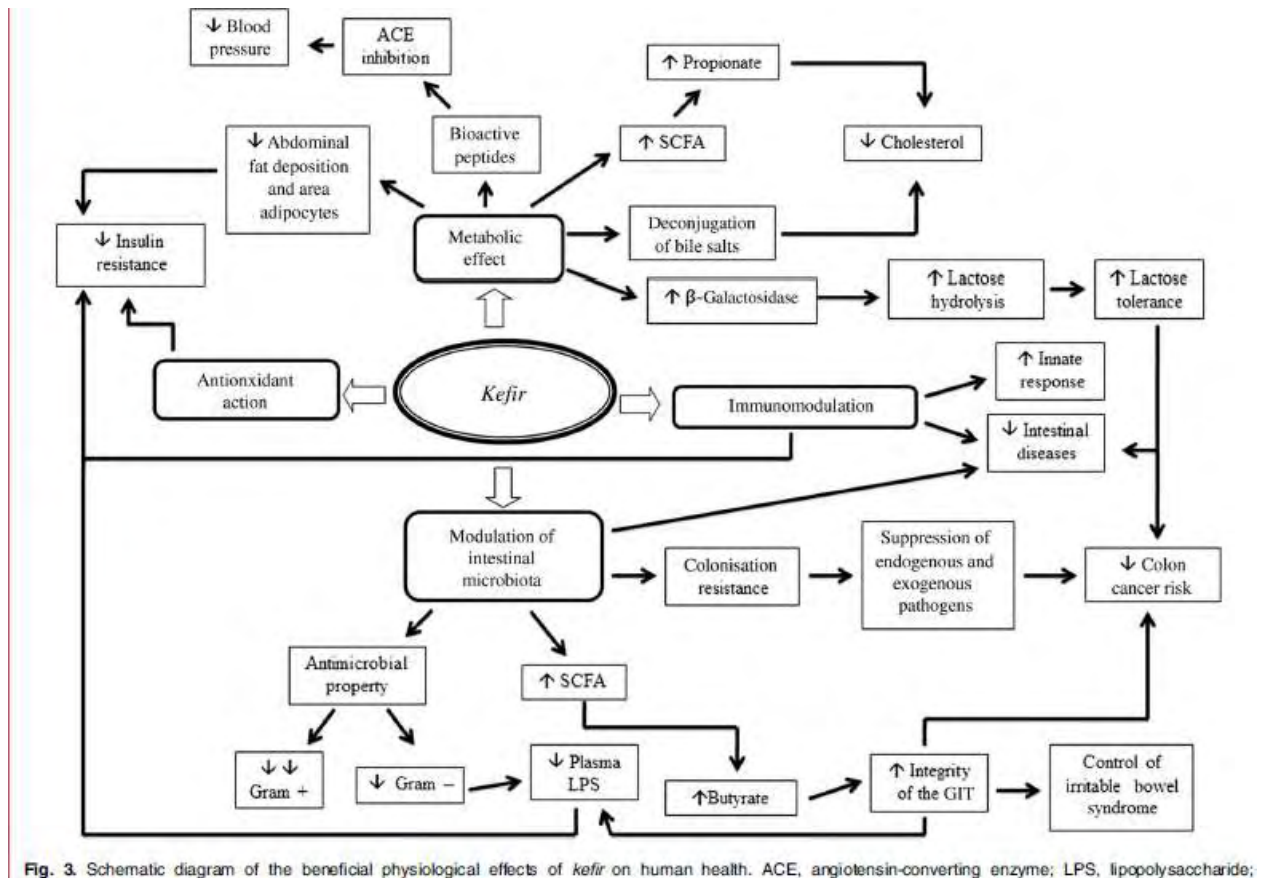 ↓ Blood
pressure
ACE
inhibition
↑ Propionate
↓ Abdominal
fat deposition
and area
adipocytes
Bioactive
peptides
↑ SCFA
↓ Cholesterol
↓ Insulin
resistance
Metabolic
effect
Deconjugation
of bile salts
↑ β-Galactosidase
↑ Lactose
hydrolysis
↑ Lactose
tolerance
Antionxidant
action
Kefir
Immunomodulation
↑ Innate
response
↓ Intestinal
diseases
Modulation of
intestinal
microbiota
Colonisation
resistance
Suppression of
endogenous and
exogenous
pathogens
↓ Colon
cancer risk
Antimicrobial
property
↑ SCFA
↓ ↓
Gram +
↓ Gram –
↓ Plasma
LPS
↑Butyrate
↑ Integrity
of the GIT
Control of
irritable bowel
syndrome
Fig. 3. Schematic diagram of the beneficial physiological effects of kefir on human health. ACE, angiotensin-converting enzyme; LPS, lipopolysaccharide;